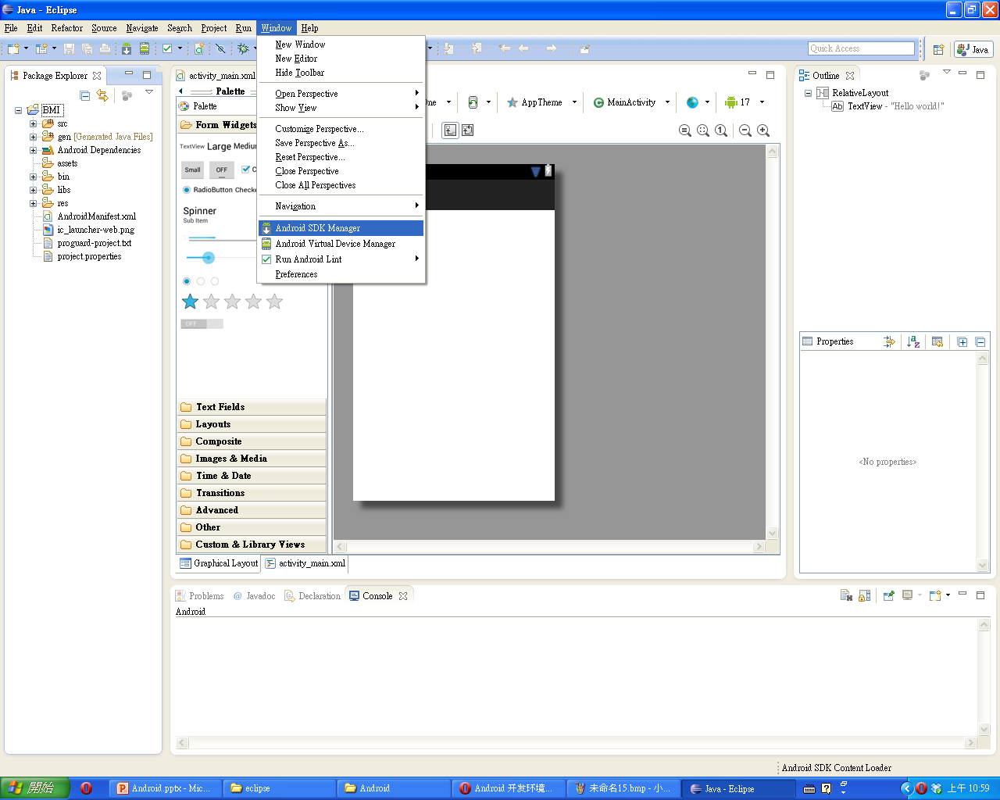 Java - Eclipse
File Edit Refactor Source Navigate Search Project Run Window Help
Quick Access
Java
Package Explorer
BMI
src
gen [Generated Java Files]
Android Dependencies
assets
bin
libs
res
AndroidManifest.xml
ic_launcher-web.png
proguard-project.txt
project.properties
activity_main.xml
Palette
Palette
Form Widgets
TextView Large Medium
Small OFF
RadioButton Checke
Spinner
Sub Item
OFF
Text Fields
Layouts
Composite
Images & Media
Time & Date
Transitions
Advanced
Other
Custom & Library Views
Graphical Layout
activity_main.xml
New Window
New Editor
Hide Toolbar
Open Perspective
Show View
Customize Perspective...
Save Perspective As...
Reset Perspective...
Close Perspective
Close All Perspectives
Navigation
Android SDK Manager
Android Virtual Device Manager
Run Android Lint
Preferences
AppTheme
MainActivity
17
Outline
RelativeLayout
Ab TextView - "Hello world!"
Properties
<No properties>
Problems
@ Javadoc
Declaration
Console
Android
Android SDK Content Loader
開始
Android.pptx - Mic...
eclipse
Android
Android 开发环境...
未命名15.bmp - 小...
Java - Eclipse
上午 10:59